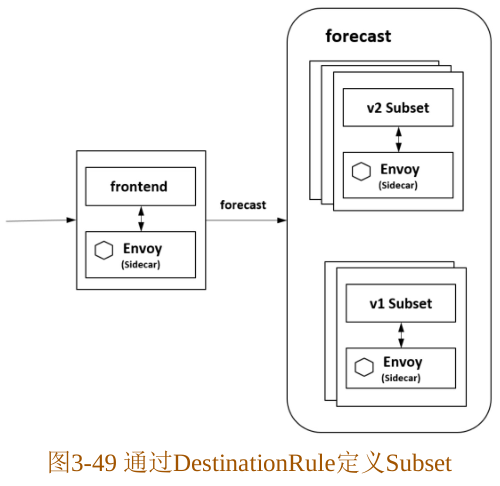 forecast
v2 Subset
Envoy
(Sidecar)
frontend
Envoy
(Sidecar)
forecast
v1 Subset
Envoy
(Sidecar)
图3-49 通过DestinationRule定义Subset